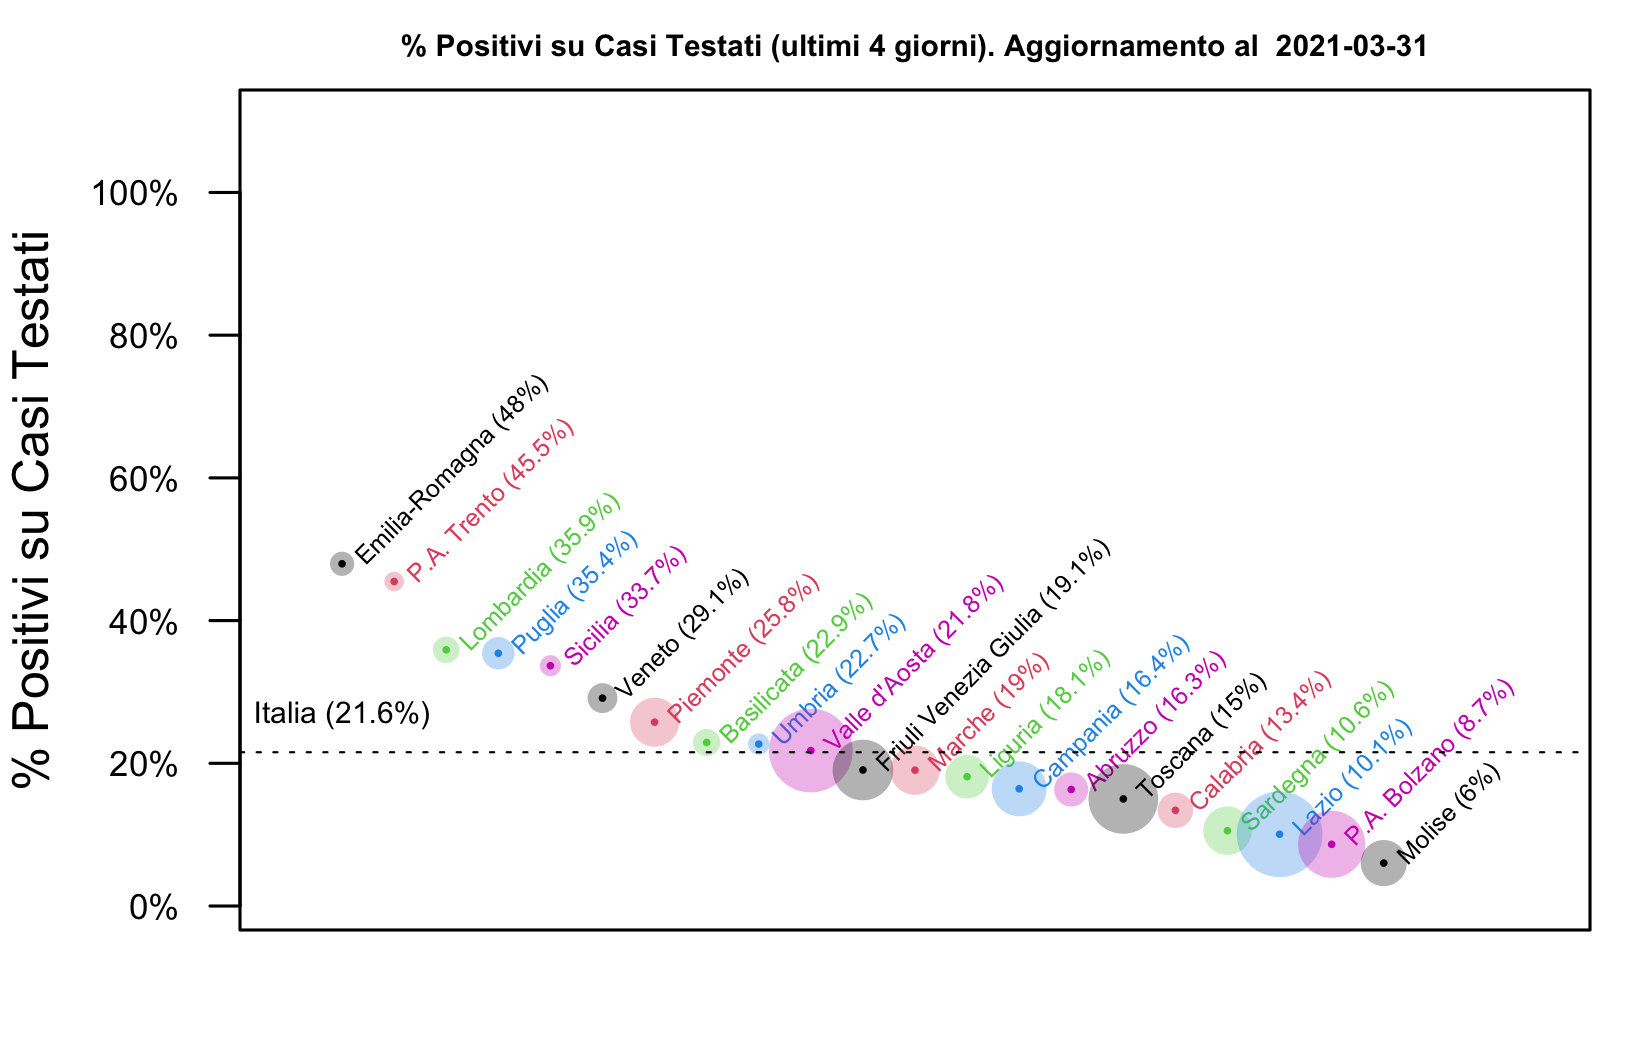 % Positivi su Casi Testati (ultimi 4 giorni). Aggiornamento al  2021-03-31
% Positivi su Casi Testati
100%
80%
60%
40%
20%
0%
Italia (21.6%)
Emilia-Romagna (48%)
P.A. Trento (45.5%)
Lombardia (35.9%)
Puglia (35.4%)
Sicilia (33.7%)
Veneto (29.1%)
Piemonte (25.8%)
Basilicata (22.9%)
Umbria (22.7%)
Valle d'Aosta (21.8%)
Friuli Venezia Giulia (19.1%)
Marche (19%)
Liguria (18.1%)
Campania (16.4%)
Abruzzo (16.3%)
Toscana (15%)
Calabria (13.4%)
Sardegna (10.6%)
Lazio (10.1%)
P.A. Bolzano (8.7%)
Molise (6%)